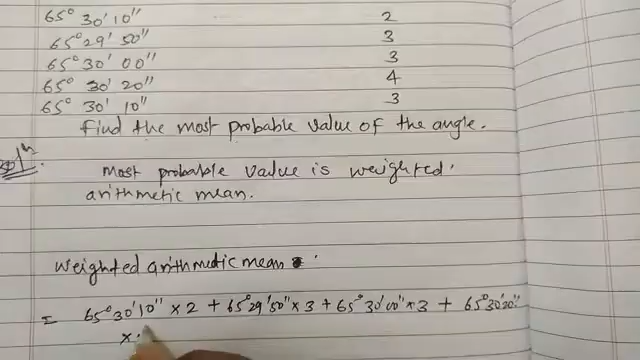 65° 30' 10" 2
65° 29' 50" 3
65° 30' 00" 3
65° 30' 20" 4
65° 30' 10" 3
Find the most probable value of the angle.
Soln.
Most probable value is weighted
arithmetic mean.
Weighted arithmetic mean
= 65° 30' 10" × 2 + 65° 29' 50" × 3 + 65° 30' 00" × 3 + 65° 30' 20"
×